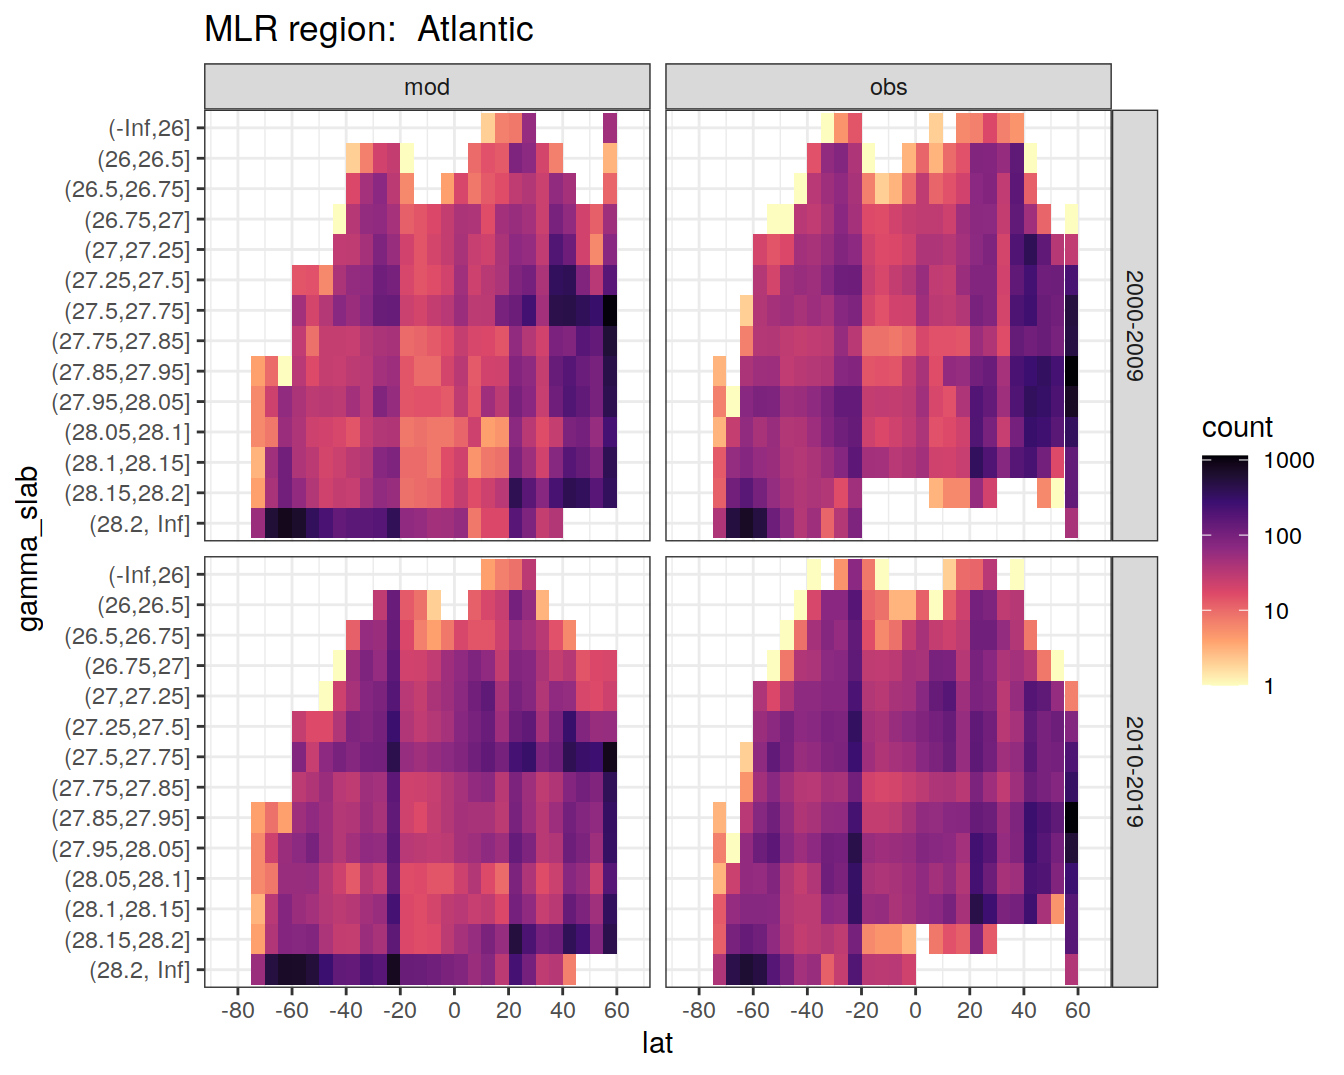 MLR region:  Atlantic
mod
obs
(-Inf,26]
(26,26.5]
(26.5,26.75]
(26.75,27]
(27,27.25]
(27.25,27.5]
(27.5,27.75]
(27.75,27.85]
(27.85,27.95]
(27.95,28.05]
(28.05,28.1]
(28.1,28.15]
(28.15,28.2]
(28.2, Inf]
2000-2009
(-Inf,26]
(26,26.5]
(26.5,26.75]
(26.75,27]
(27,27.25]
(27.25,27.5]
(27.5,27.75]
(27.75,27.85]
(27.85,27.95]
(27.95,28.05]
(28.05,28.1]
(28.1,28.15]
(28.15,28.2]
(28.2, Inf]
2010-2019
gamma_slab
-80 -60 -40 -20 0 20 40 60
-80 -60 -40 -20 0 20 40 60
lat
count
1000
100
10
1